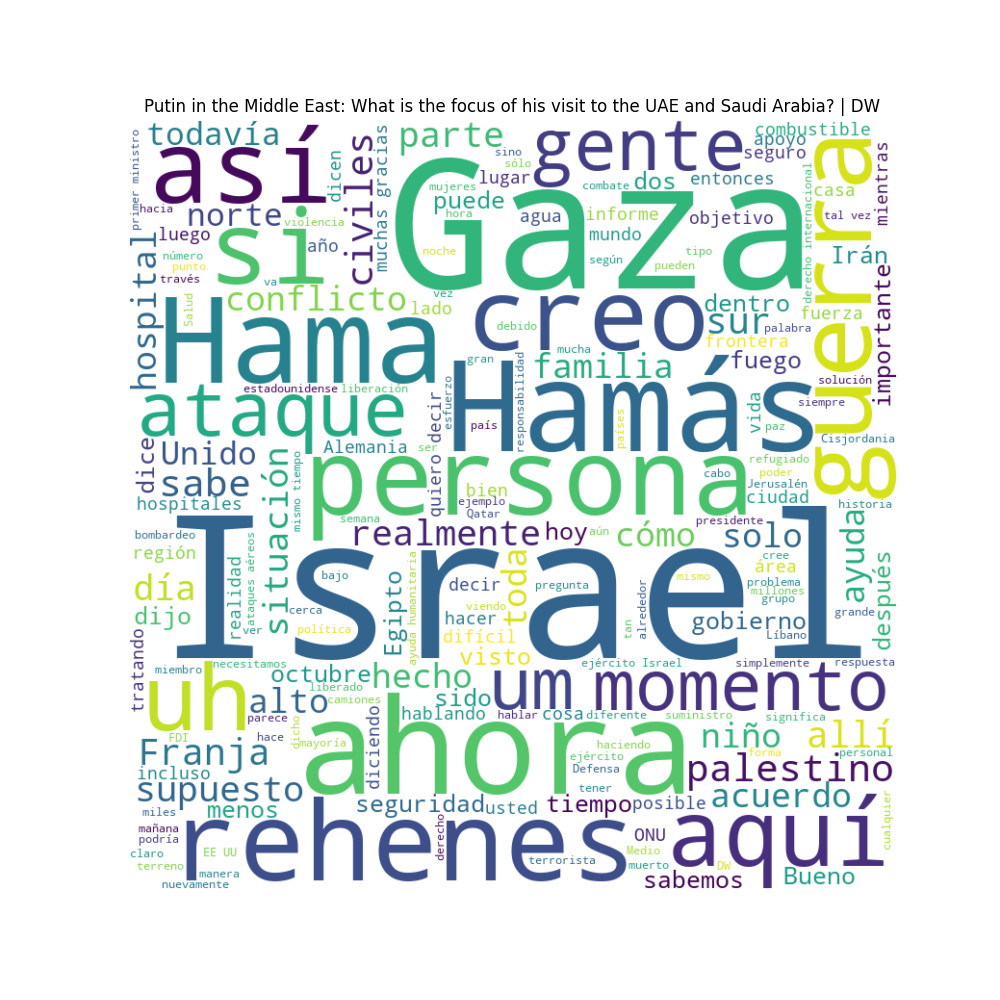 Putin in the Middle East: What is the focus of his visit to the UAE and Saudi Arabia? | DW
todavía
así
dicen
civiles
muchas gracias
parte
sino
sólo
gente
combustible
apoyo
seguro
primer ministro
hacia
norte
violencia
mujeres
lugar
combate
dos
entonces
guerra
casa
mientras
luego
si
año
puede
hora
agua
informe
objetivo
derecho internacional
tal vez
número
punto
través
Gaza
noche
mundo
según
tipo
pueden
Irán
hospital
Salud
va
conflicto
lado
vez
creo
debido
dentro
sur
palabra
fuerza
importante
Hama
mucha
frontera
gran
familia
fuego
estadounidense
liberación
esfuerzo
responsabilidad
solución
ataque
decir
país
Hamás
países
vida
paz
siempre
dice
Unido
Alemania
ser
Cisjordania
sabe
mismo tiempo
quiero
persona
bien
cabo
refugiado
poder
Jerusalén
hospitales
situación
ejemplo
Qatar
ciudad
historia
semana
realmente
hoy
aún
cómo
presidente
solo
ayuda
bombardeo
región
realidad
ataques aéreos
Israel
bajo
ayuda humanitaria
toda
mismo
cree
área
problema
millones
después
día
decir
pregunta
grupo
dijo
cerca
Egipto
viendo
hacer
alrededor
grande
ver
política
difícil
tan
gobierno
Líbano
tratando
visto
miembro
necesitamos
octubre
hecho
ejército Israel
simplemente
respuesta
uh
liberado
um
momento
alto
camiones
sido
parece
hablando
hablar
cosa
diferente
suministro
significa
FDI
hace
dicho
ahora
niño
allí
Franja
mayoría
diciendo
haciendo
ejército
forma
personal
incluso
Defensa
palestino
supuesto
tener
menos
seguridad
usted
tiempo
posible
acuerdo
miles
rehenes
aquí
cualquier
mañana
podría
derecho
ONU
claro
EE UU
Medio
terreno
terrorista
muerto
DW
manera
sabemos
Bueno
nuevamente